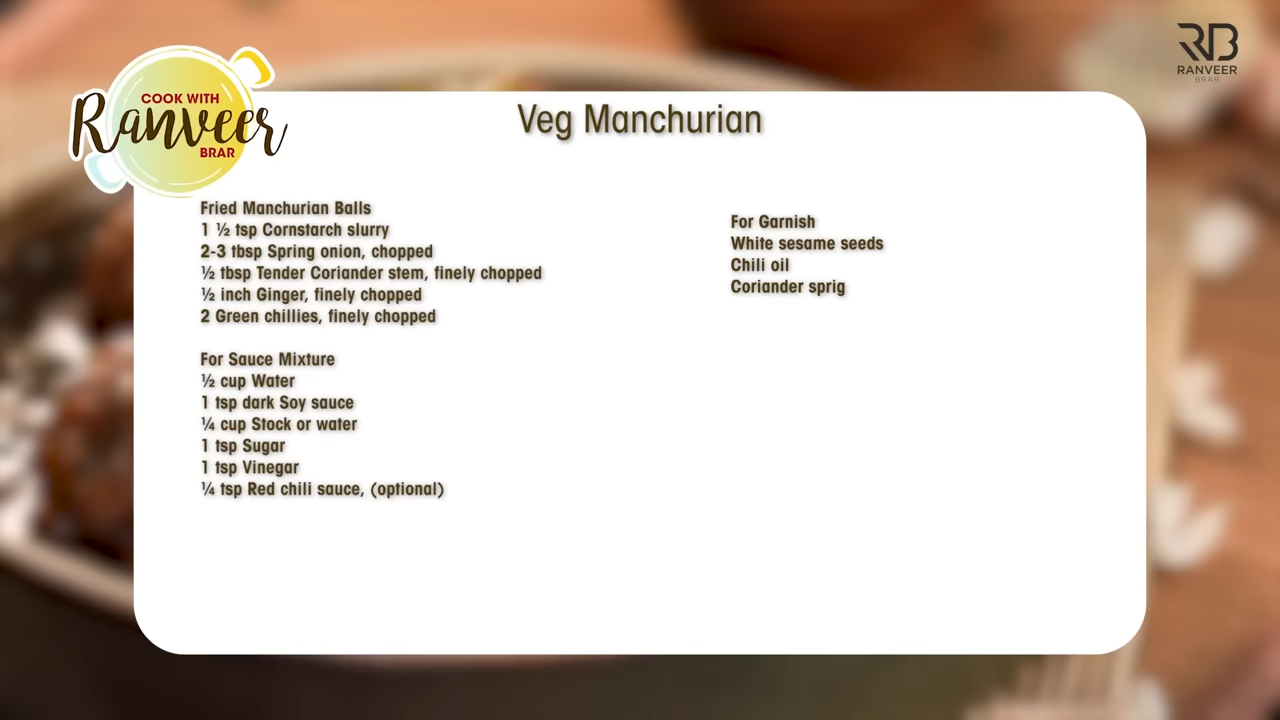 COOK WITH
Ranveer
BRAR
RB
RANVEER
BRAR
Veg Manchurian
Fried Manchurian Balls
1 ½ tsp Cornstarch slurry
2-3 tbsp Spring onion, chopped
½ tbsp Tender Coriander stem, finely chopped
½ inch Ginger, finely chopped
2 Green chillies, finely chopped
For Sauce Mixture
½ cup Water
1 tsp dark Soy sauce
¼ cup Stock or water
1 tsp Sugar
1 tsp Vinegar
¼ tsp Red chili sauce, (optional)
For Garnish
White sesame seeds
Chili oil
Coriander sprig